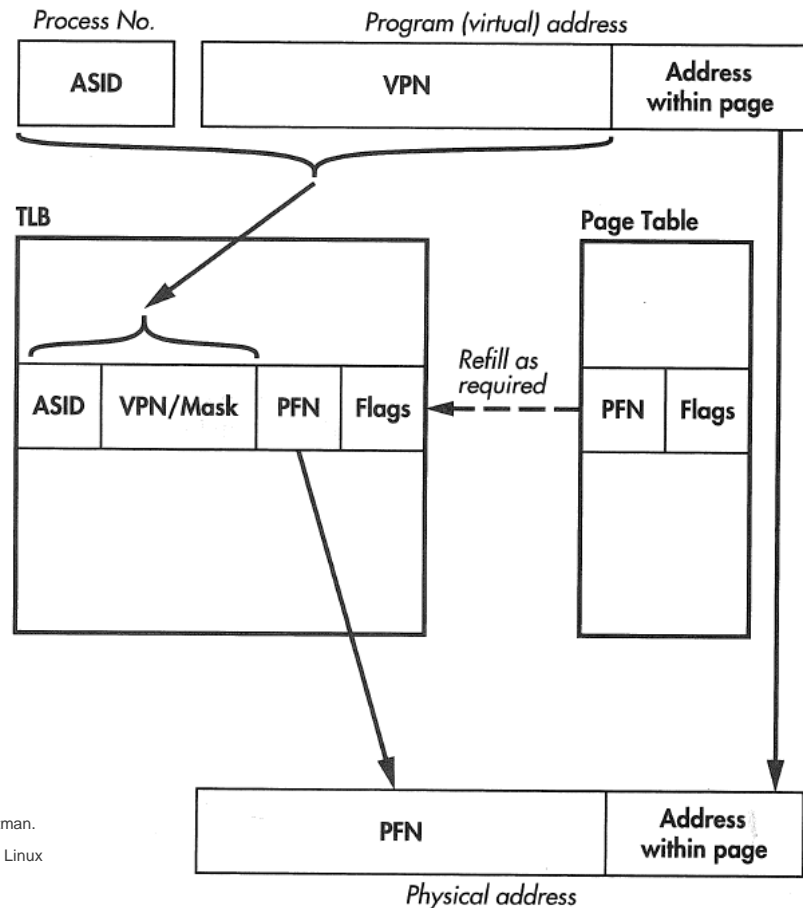 Process No.
Program (virtual) address
ASID
VPN
Address
within page
TLB
Page Table
Refill as
required
ASID
VPN/Mask
PFN
Flags
PFN
Flags
PFN
Address
within page
Physical address
Linux